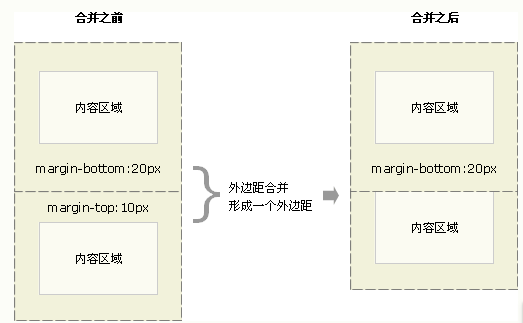 合并之前
合并之后
内容区域
内容区域
margin-bottom:20px
margin-bottom:20px
外边距合并
形成一个外边距
margin-top:10px
内容区域
内容区域